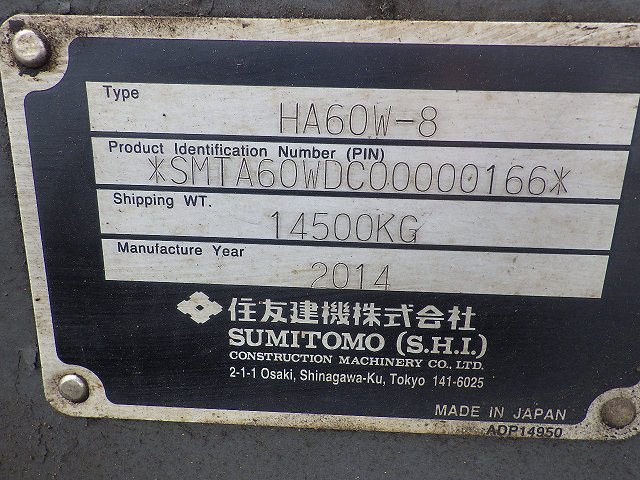 Type
HA60W-8
Product Identification Number (PIN)
*SMTA60WDC00000166*
Shipping WT.
14500KG
Manufacture Year
2014
住友建機株式会社
SUMITOMO (S.H.I.)
CONSTRUCTION MACHINERY CO., LTD.
2-1-1 Osaki, Shinagawa-Ku, Tokyo 141-6025
MADE IN JAPAN
ADP14950